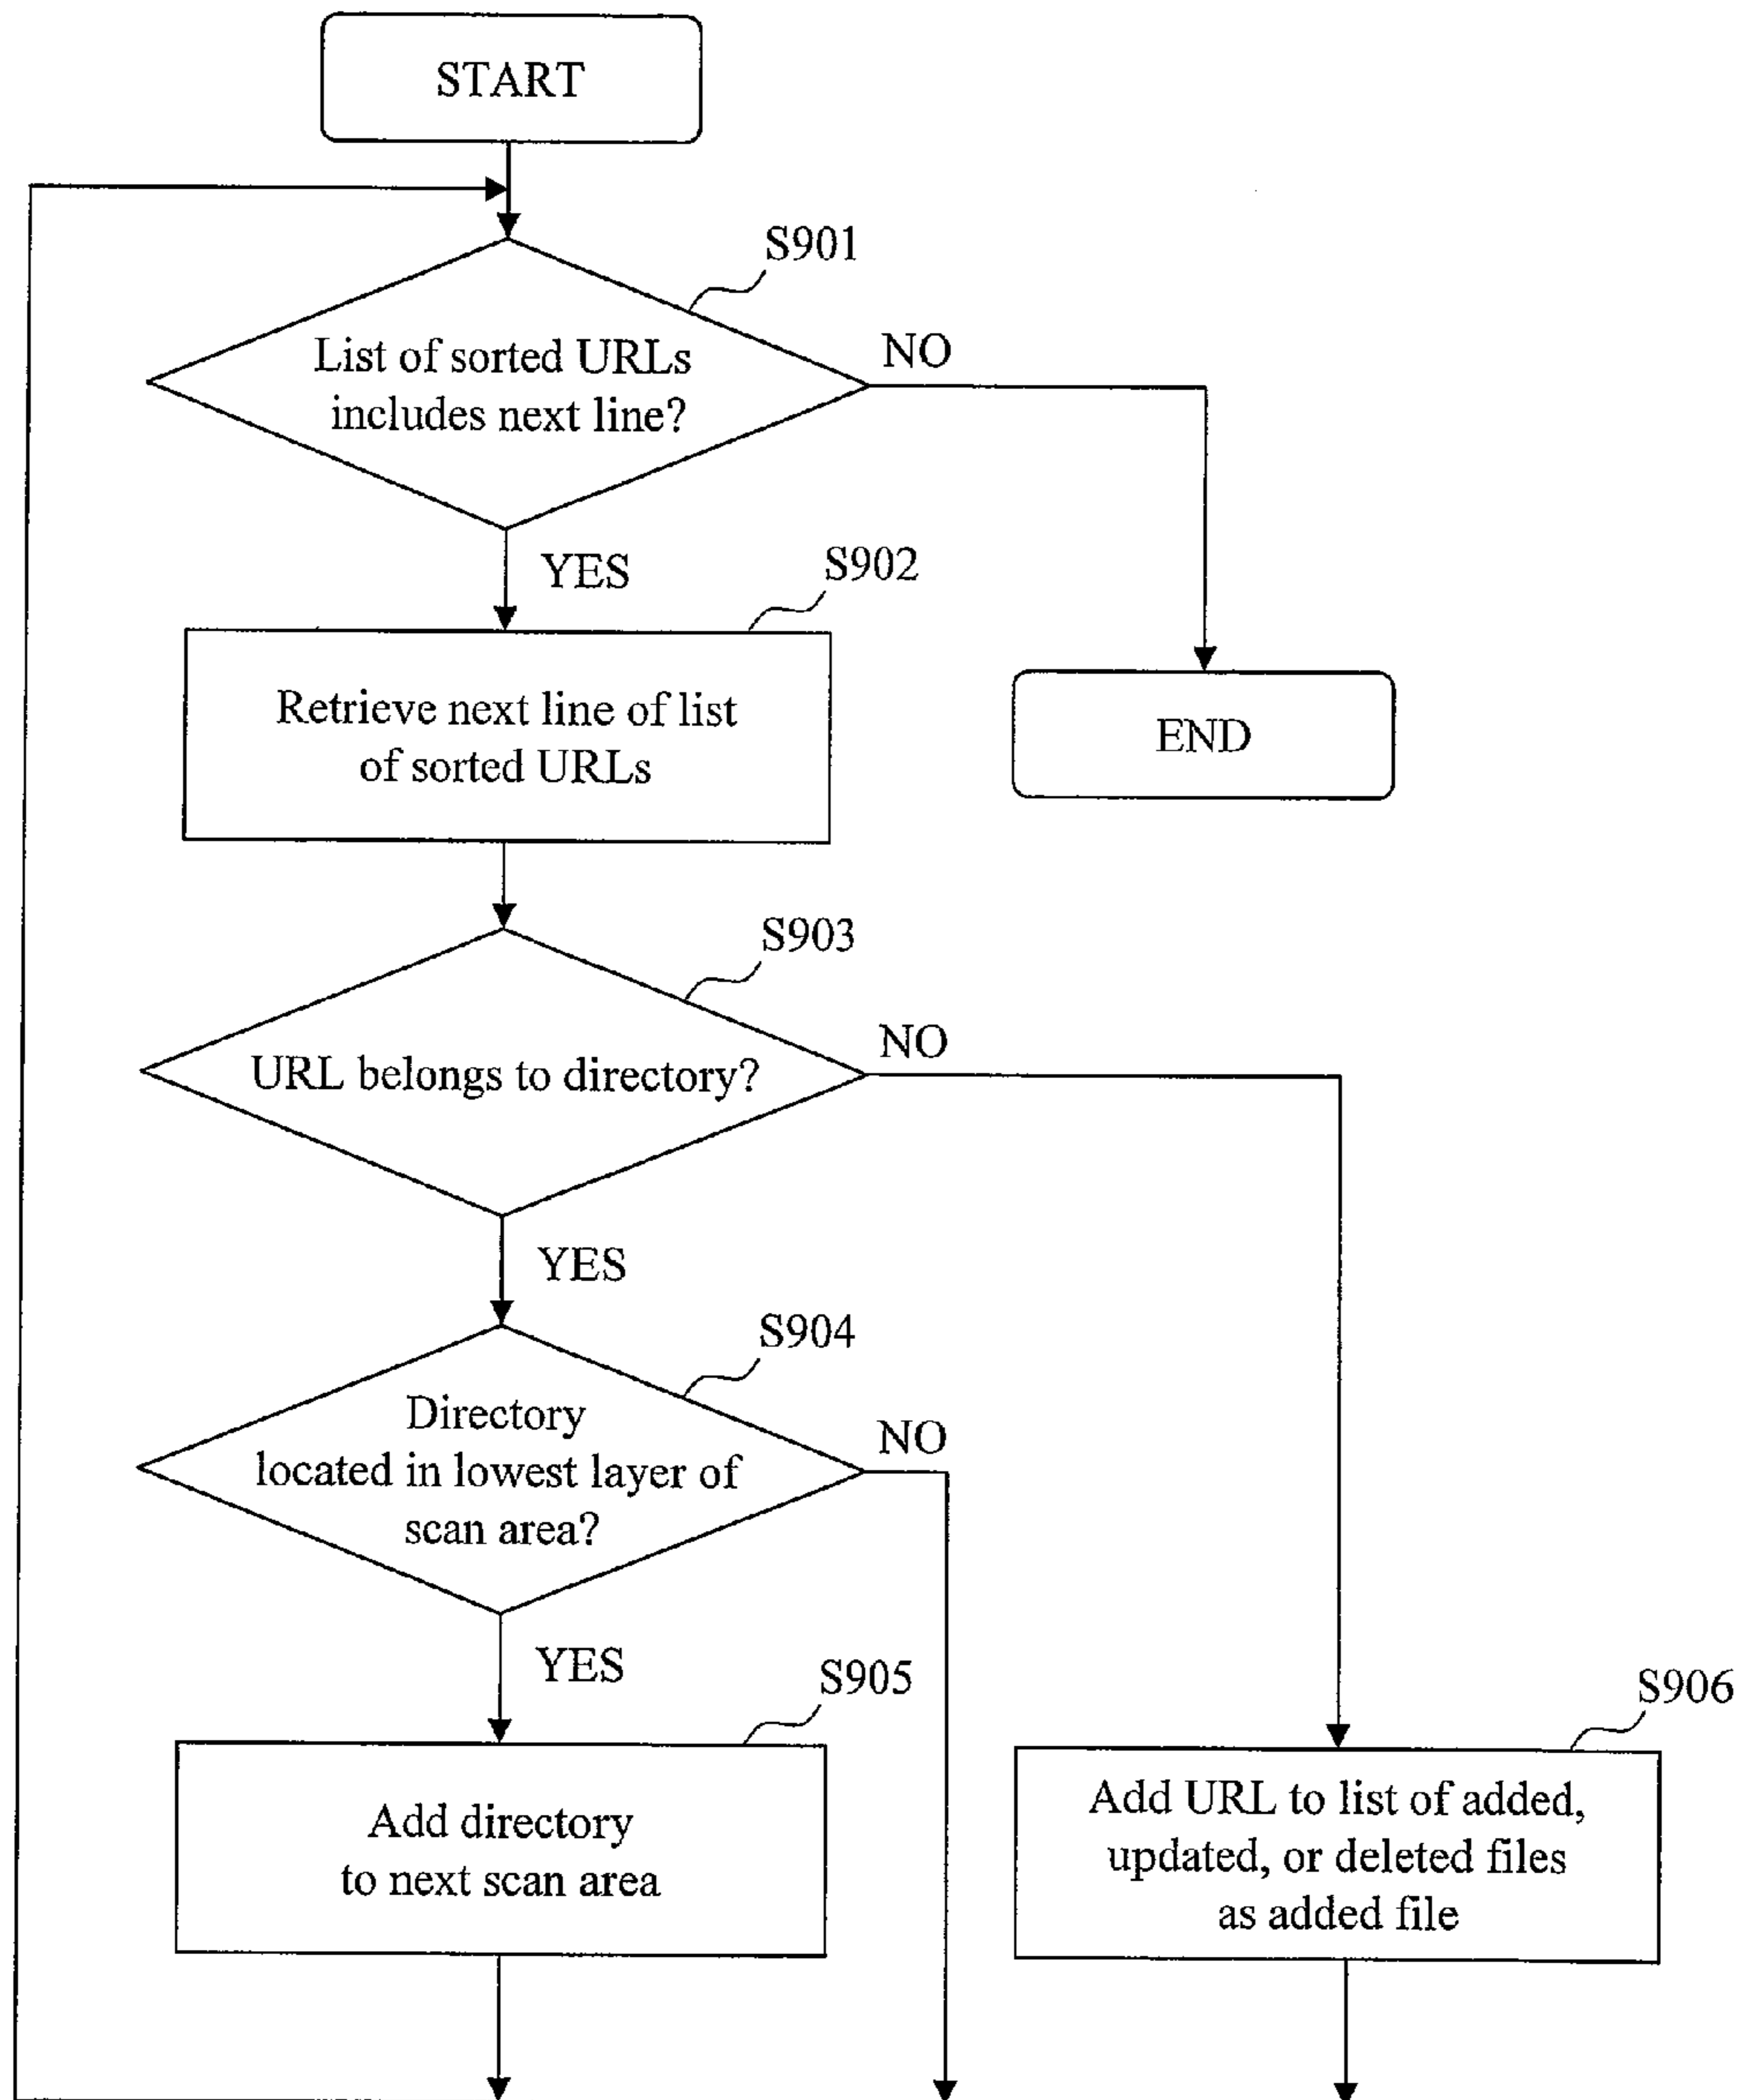 START
S901
List of sorted URLs
includes next line?
NO
YES
S902
Retrieve next line of list
of sorted URLs
END
S903
URL belongs to directory?
NO
YES
S904
Directory
located in lowest layer of
scan area?
NO
YES
S905
Add directory
to next scan area
S906
Add URL to list of added,
updated, or deleted files
as added file